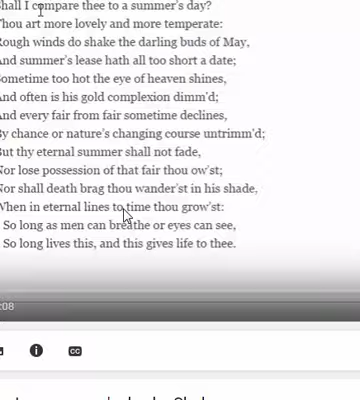 Shall I compare thee to a summer's day?
Thou art more lovely and more temperate:
Rough winds do shake the darling buds of May,
And summer's lease hath all too short a date;
Sometime too hot the eye of heaven shines,
And often is his gold complexion dimm'd;
And every fair from fair sometime declines,
By chance or nature's changing course untrimm'd;
But thy eternal summer shall not fade,
Nor lose possession of that fair thou ow'st;
Nor shall death brag thou wander'st in his shade,
When in eternal lines to time thou grow'st:
So long as men can breathe or eyes can see,
So long lives this, and this gives life to thee.
:08
CC